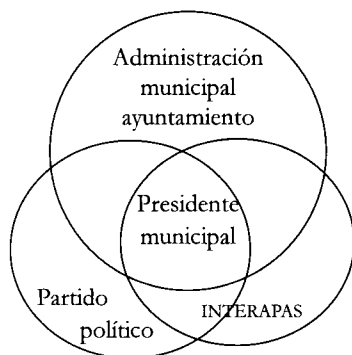 Administración
municipal
ayuntamiento
Presidente
municipal
Partido
político
INTERAPAS